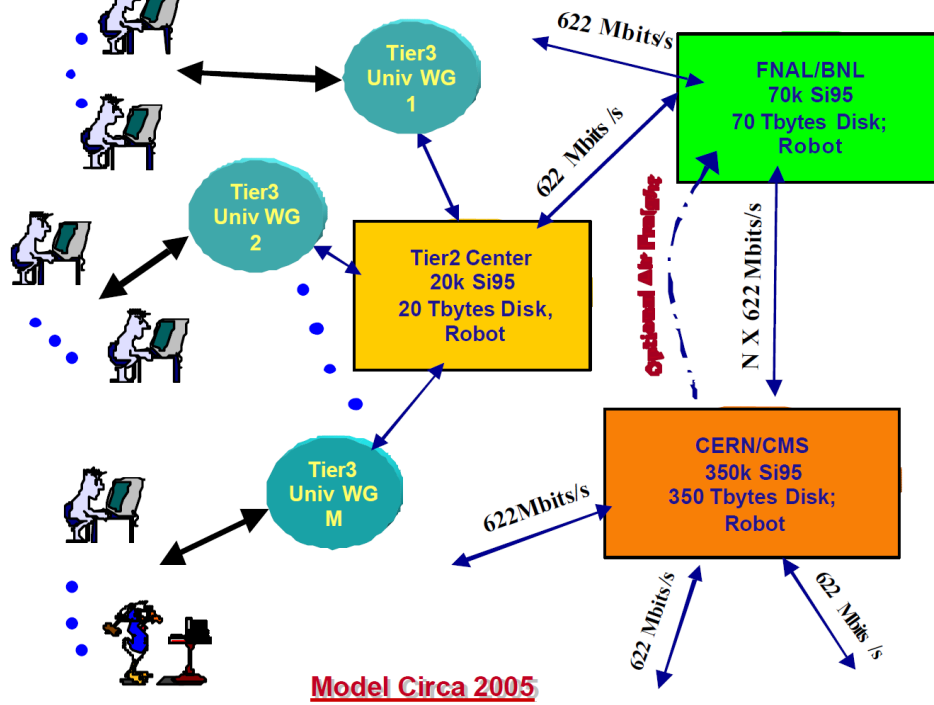 622 Mbits/s
Tier3
Univ WG
1
FNAL/BNL
70k Si95
70 Tbytes Disk;
Robot
622 Mbits /s
Tier3
Univ WG
2
Optional Air Freight
N X 622 Mbits/s
Tier2 Center
20k Si95
20 Tbytes Disk,
Robot
Tier3
Univ WG
M
CERN/CMS
350k Si95
350 Tbytes Disk;
Robot
622Mbits/s
622 Mbits/s
622 Mbits /s
Model Circa 2005